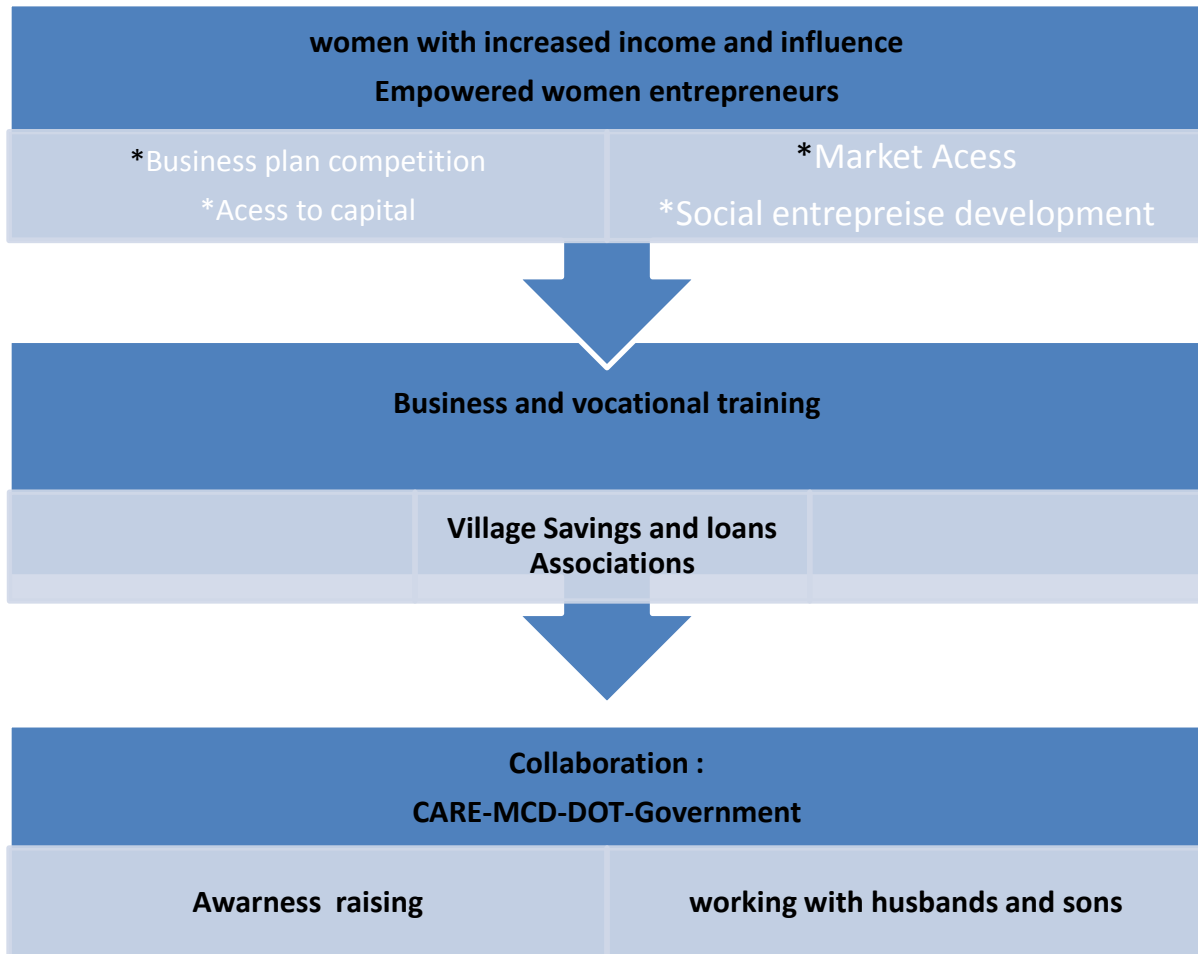 women with increased income and influence
Empowered women entrepreneurs
*Business plan competition
*Acess to capital
*Market Acess
*Social entrepreise development
Business and vocational training
Village Savings and loans
Associations
Collaboration :
CARE-MCD-DOT-Government
Awarness raising
working with husbands and sons